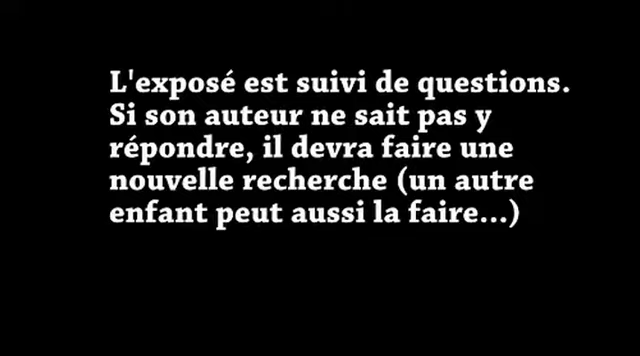 L'exposé est suivi de questions.
Si son auteur ne sait pas y
répondre, il devra faire une
nouvelle recherche (un autre
enfant peut aussi la faire...)